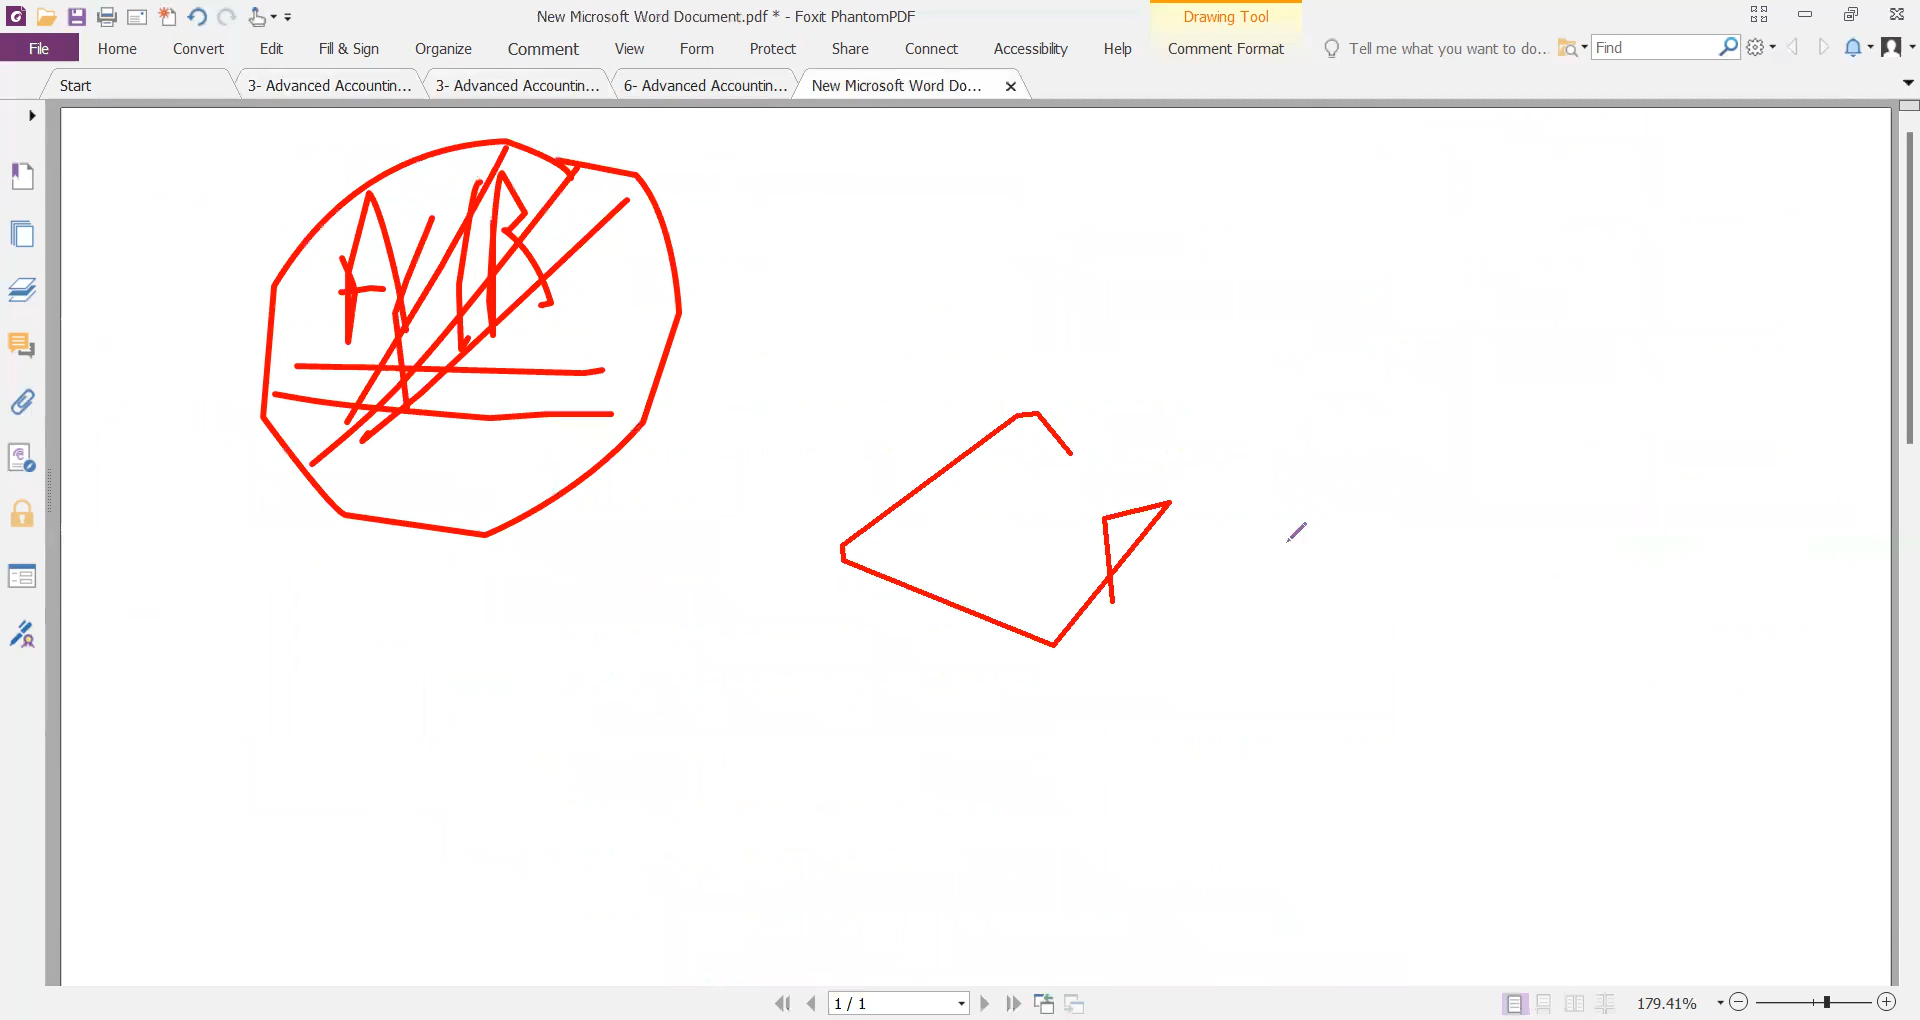 New Microsoft Word Document.pdf * - Foxit PhantomPDF
Drawing Tool
File Home Convert Edit Fill & Sign Organize Comment View Form Protect Share Connect Accessibility Help Comment Format Tell me what you want to do... Find
Start 3- Advanced Accountin... 3- Advanced Accountin... 6- Advanced Accountin... New Microsoft Word Do...
1 / 1 179.41%